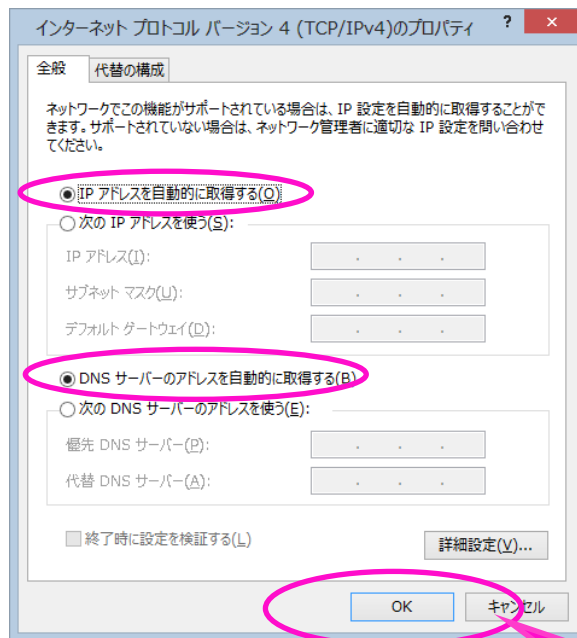 インターネット プロトコル バージョン 4 (TCP/IPv4)のプロパティ ? ×
全般 代替の構成
ネットワークでこの機能がサポートされている場合は、IP 設定を自動的に取得することがで
きます。サポートされていない場合は、ネットワーク管理者に適切な IP 設定を問い合わせ
てください。
IP アドレスを自動的に取得する(O)
次の IP アドレスを使う(S):
IP アドレス(I):
サブネット マスク(U):
デフォルト ゲートウェイ(D):
DNS サーバーのアドレスを自動的に取得する(B)
次の DNS サーバーのアドレスを使う(E):
優先 DNS サーバー(P):
代替 DNS サーバー(A):
終了時に設定を検証する(L)
詳細設定(V)...
OK キャンセル